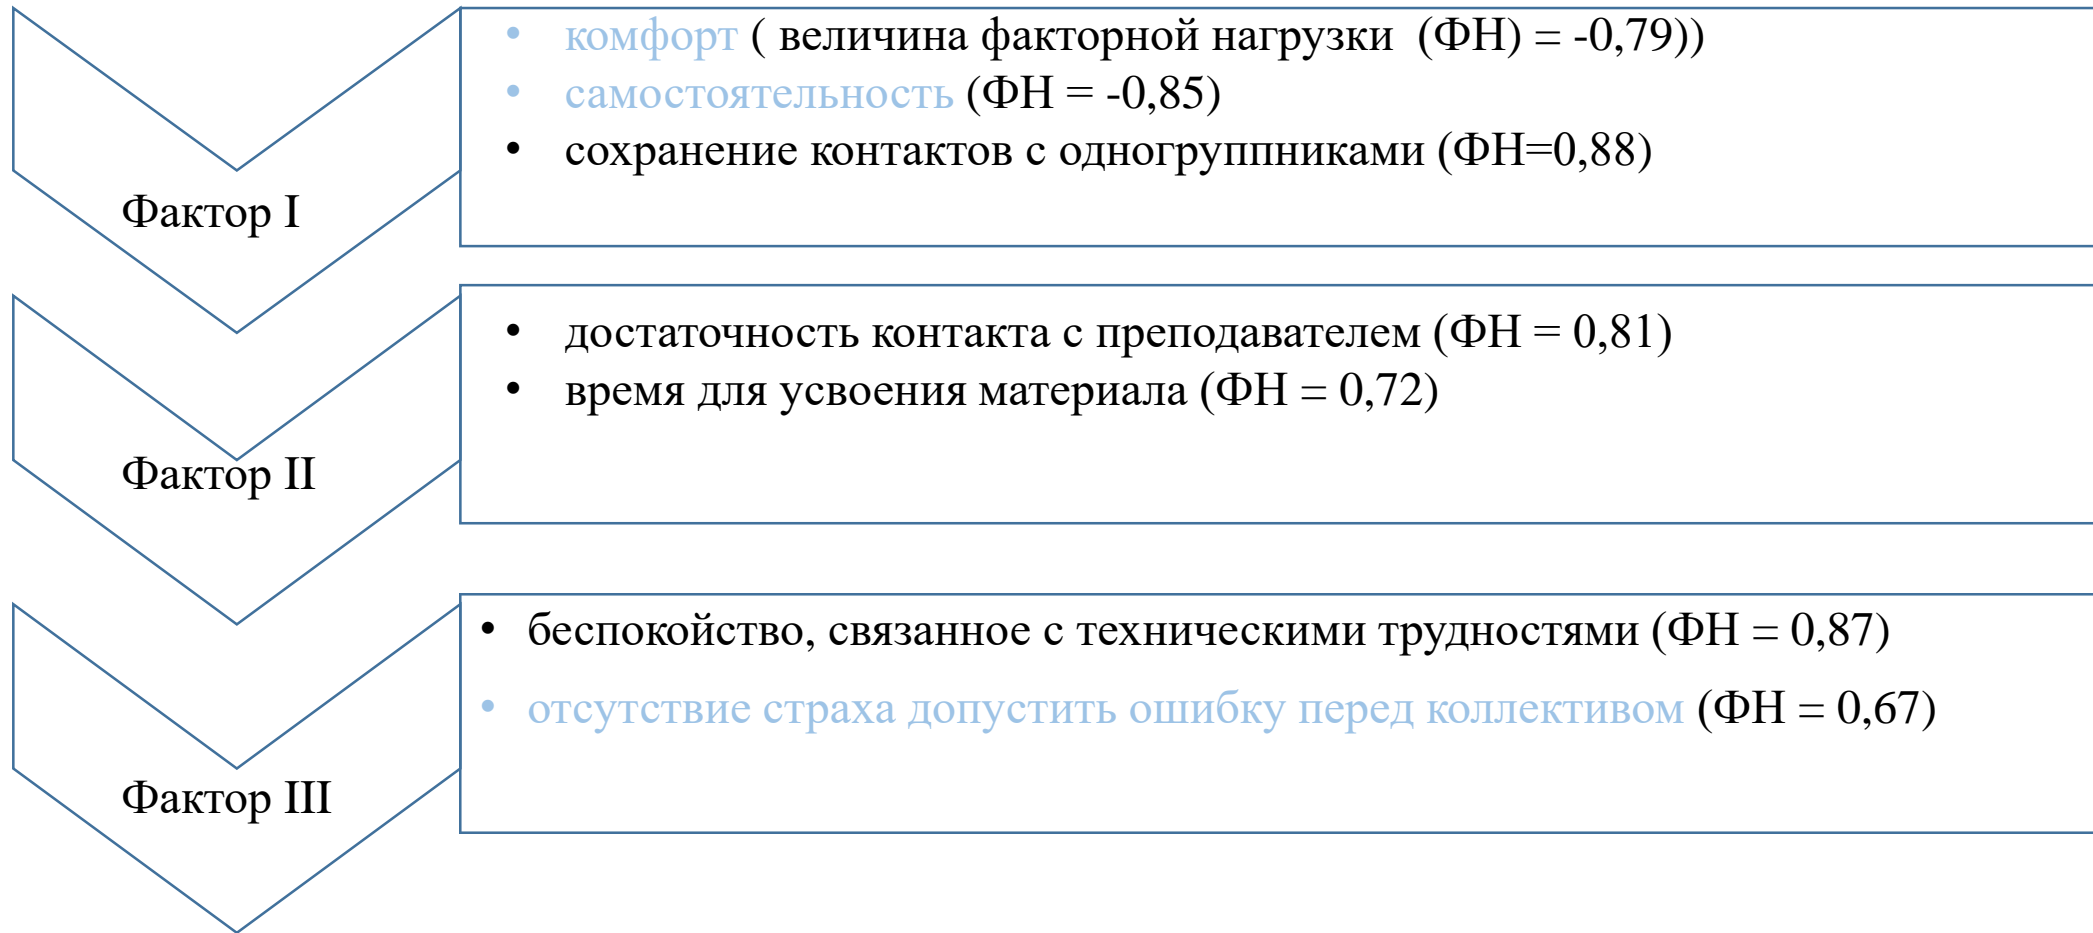 • комфорт ( величина факторной нагрузки (ФН) = -0,79))
• самостоятельность (ФН = -0,85)
• сохранение контактов с одногруппниками (ФН=0,88)
Фактор I
• достаточность контакта с преподавателем (ФН = 0,81)
• время для усвоения материала (ФН = 0,72)
Фактор II
• беспокойство, связанное с техническими трудностями (ФН = 0,87)
• отсутствие страха допустить ошибку перед коллективом (ФН = 0,67)
Фактор III